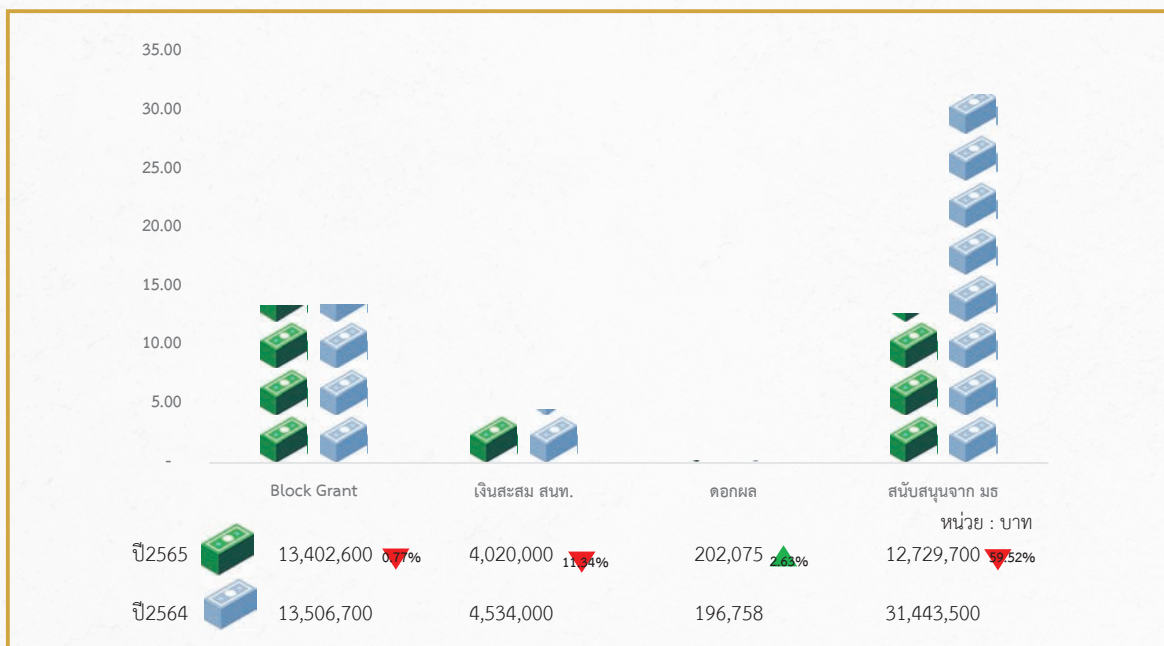 35.00
30.00
25.00
20.00
15.00
10.00
5.00
-
Block Grant เงินสะสม สนท. ดอกผล สนับสนุนจาก มธ
หน่วย : บาท
ปี2565 13,402,600 0.77% 4,020,000 11.34% 202,075 2.63% 12,729,700 59.52%
ปี2564 13,506,700 4,534,000 196,758 31,443,500